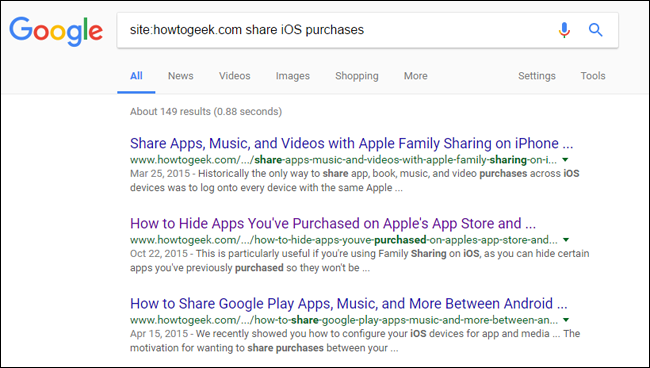 Google
site:howtogeek.com share iOS purchases
All News Videos Images Shopping More Settings Tools
About 149 results (0.88 seconds)
Share Apps, Music, and Videos with Apple Family Sharing on iPhone ...
www.howtogeek.com/.../share-apps-music-and-videos-with-apple-family-sharing-on-i...
Mar 25, 2015 - Historically the only way to share app, book, music, and video purchases across iOS
devices was to log onto every device with the same Apple ...
How to Hide Apps You've Purchased on Apple's App Store and ...
www.howtogeek.com/.../how-to-hide-apps-youve-purchased-on-apples-app-store-and...
Oct 22, 2015 - This is particularly useful if you're using Family Sharing on iOS, as you can hide certain
apps you've previously purchased so they won't be ...
How to Share Google Play Apps, Music, and More Between Android ...
www.howtogeek.com/.../how-to-share-google-play-apps-music-and-more-between-an...
Apr 15, 2015 - We recently showed you how to configure your iOS devices for app and media ... The
motivation for wanting to share purchases between your ...